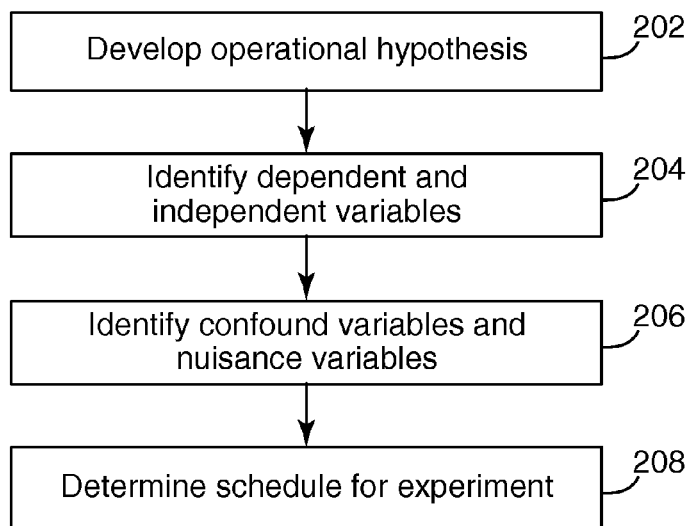 Develop operational hypothesis
202
Identify dependent and
independent variables
204
Identify confound variables and
nuisance variables
206
Determine schedule for experiment
208